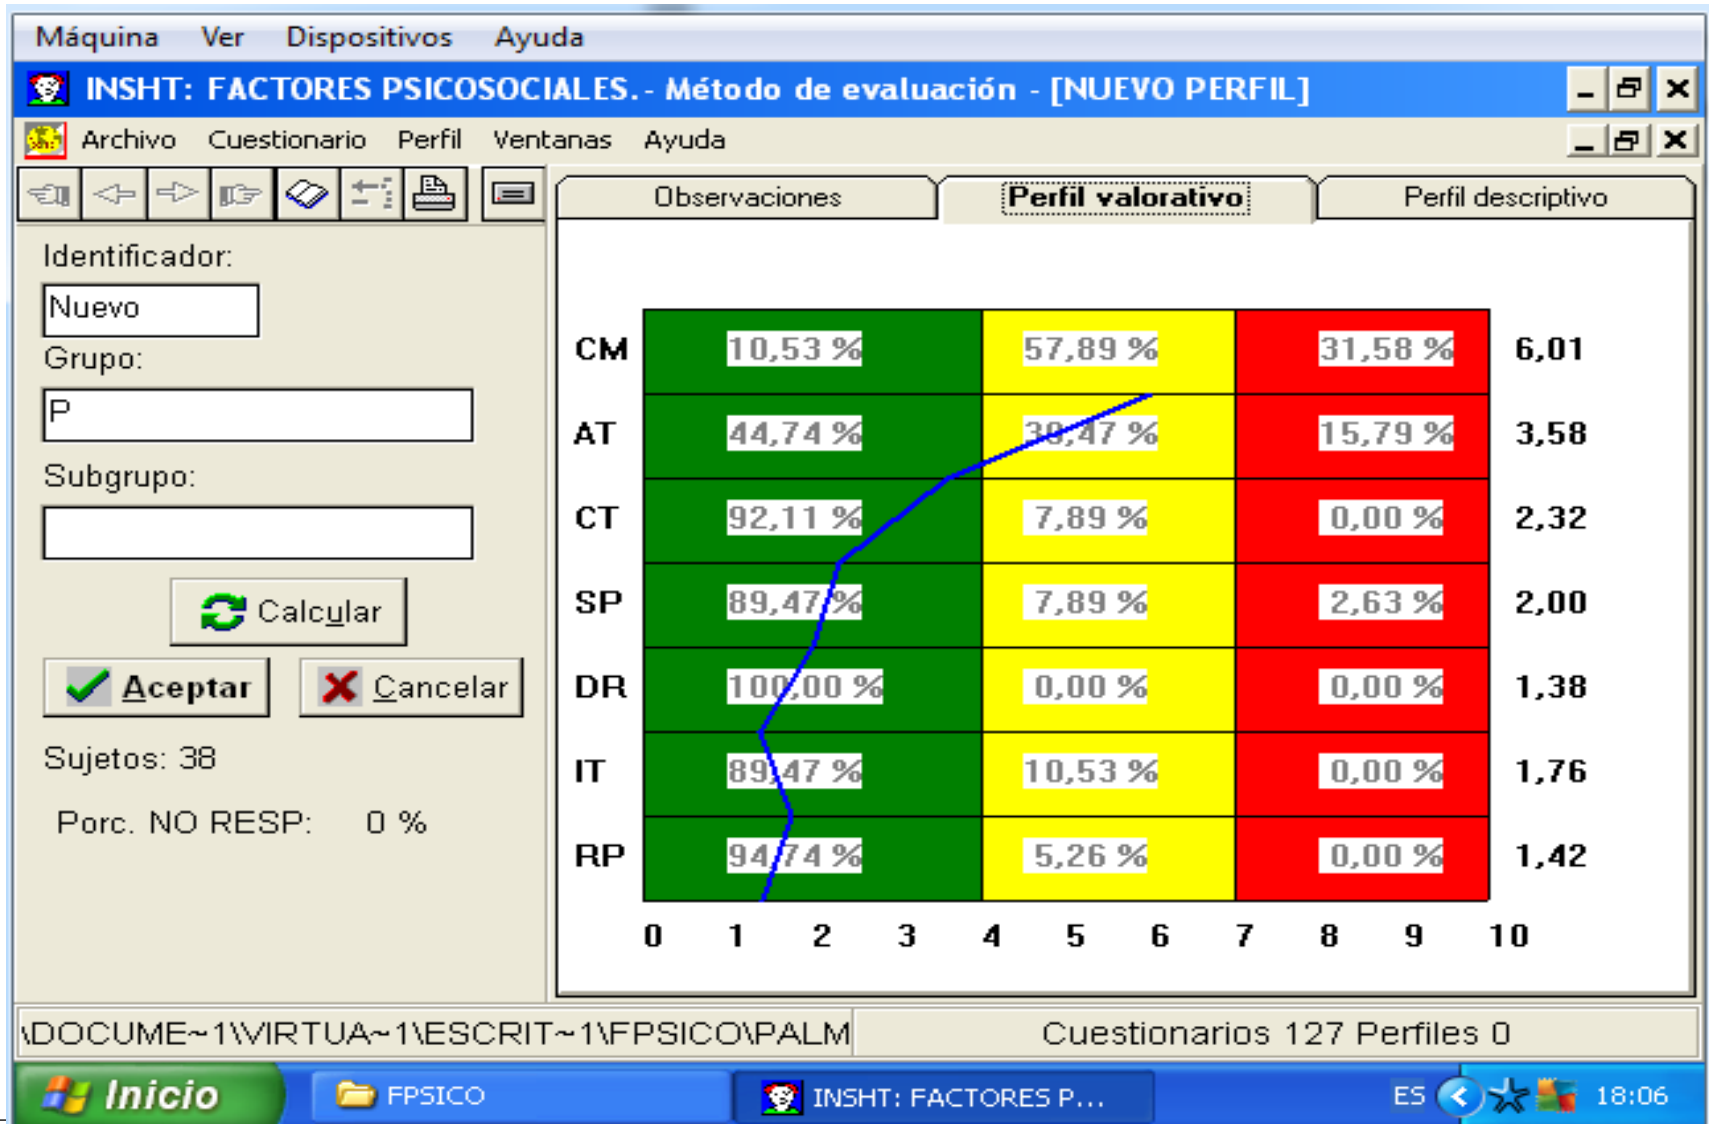 Máquina Ver Dispositivos Ayuda
INSHT: FACTORES PSICOSOCIALES.- Método de evaluación - [NUEVO PERFIL]
Archivo Cuestionario Perfil Ventanas Ayuda
Observaciones Perfil valorativo Perfil descriptivo
Identificador:
Nuevo
Grupo:
P
Subgrupo:
Calcular
Aceptar Cancelar
Sujetos: 38
Porc. NO RESP: 0 %
CM 10,53 % 57,89 % 31,58 % 6,01
AT 44,74 % 39,47 % 15,79 % 3,58
CT 92,11 % 7,89 % 0,00 % 2,32
SP 89,47 % 7,89 % 2,63 % 2,00
DR 100,00 % 0,00 % 0,00 % 1,38
IT 89,47 % 10,53 % 0,00 % 1,76
RP 94,74 % 5,26 % 0,00 % 1,42
0 1 2 3 4 5 6 7 8 9 10
\DOCUME~1\VIRTUA~1\ESCRIT~1\FPSICO\PALM Cuestionarios 127 Perfiles 0
Inicio FPSICO INSHT: FACTORES P... ES 18:06